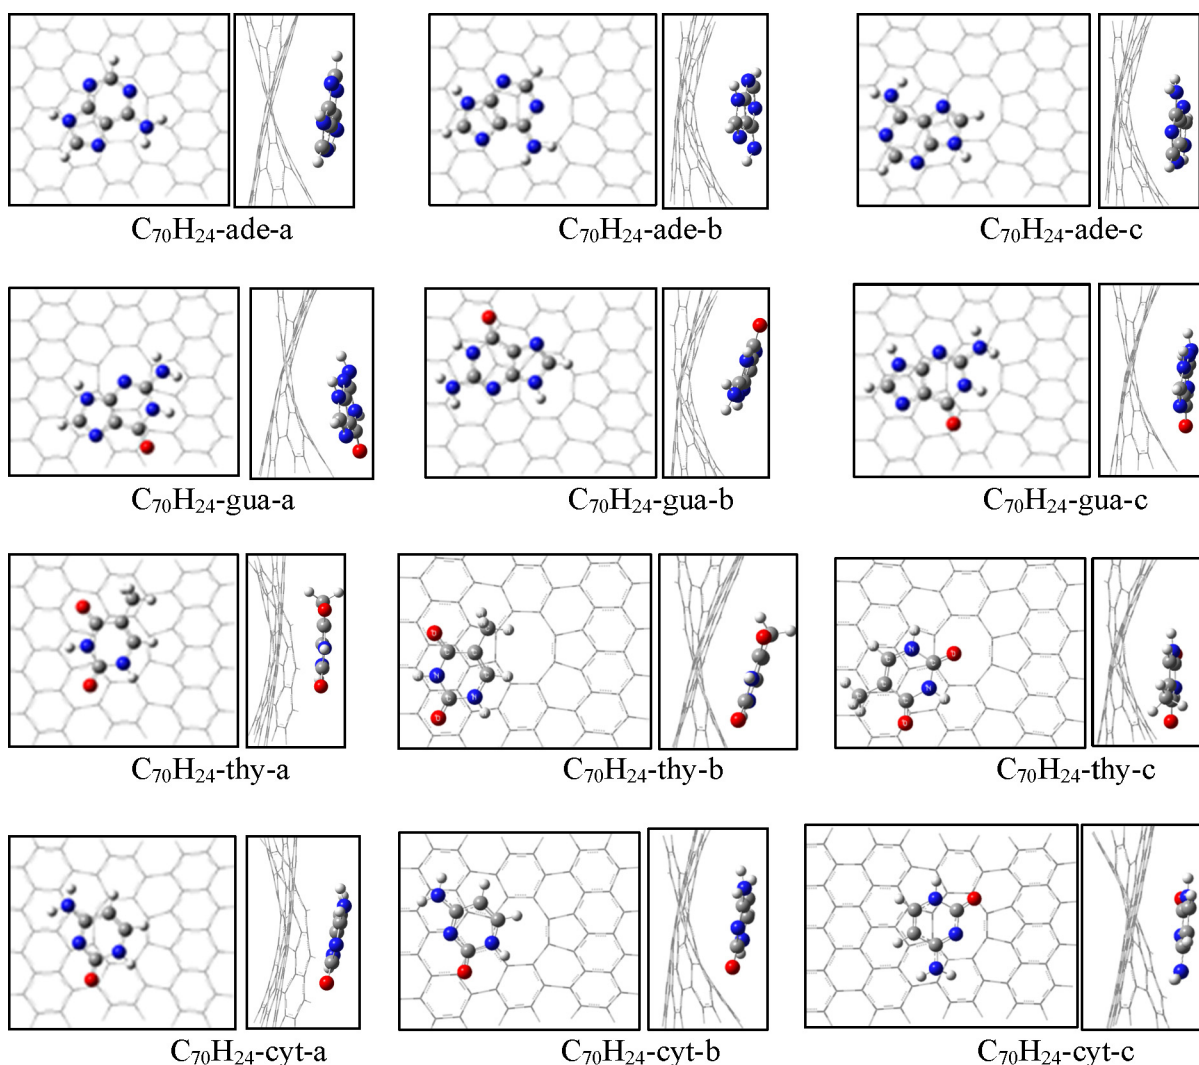 C₇₀H₂₄-ade-a
C₇₀H₂₄-ade-b
C₇₀H₂₄-ade-c
C₇₀H₂₄-gua-a
C₇₀H₂₄-gua-b
C₇₀H₂₄-gua-c
C₇₀H₂₄-thy-a
C₇₀H₂₄-thy-b
C₇₀H₂₄-thy-c
C₇₀H₂₄-cyt-a
C₇₀H₂₄-cyt-b
C₇₀H₂₄-cyt-c